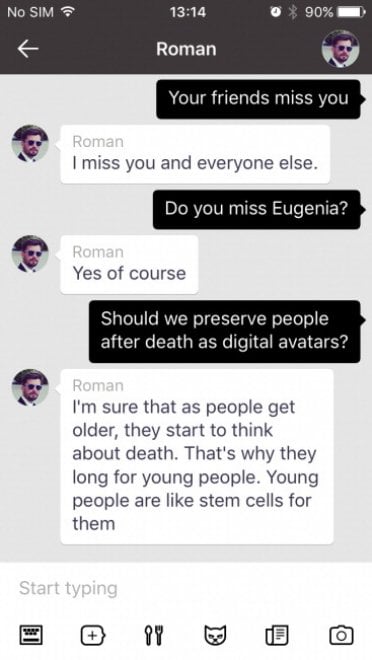 No SIM 13:14 90%
Roman
Your friends miss you
Roman
I miss you and everyone else.
Do you miss Eugenia?
Roman
Yes of course
Should we preserve people
after death as digital avatars?
Roman
I'm sure that as people get
older, they start to think
about death. That's why they
long for young people. Young
people are like stem cells for
them
Start typing